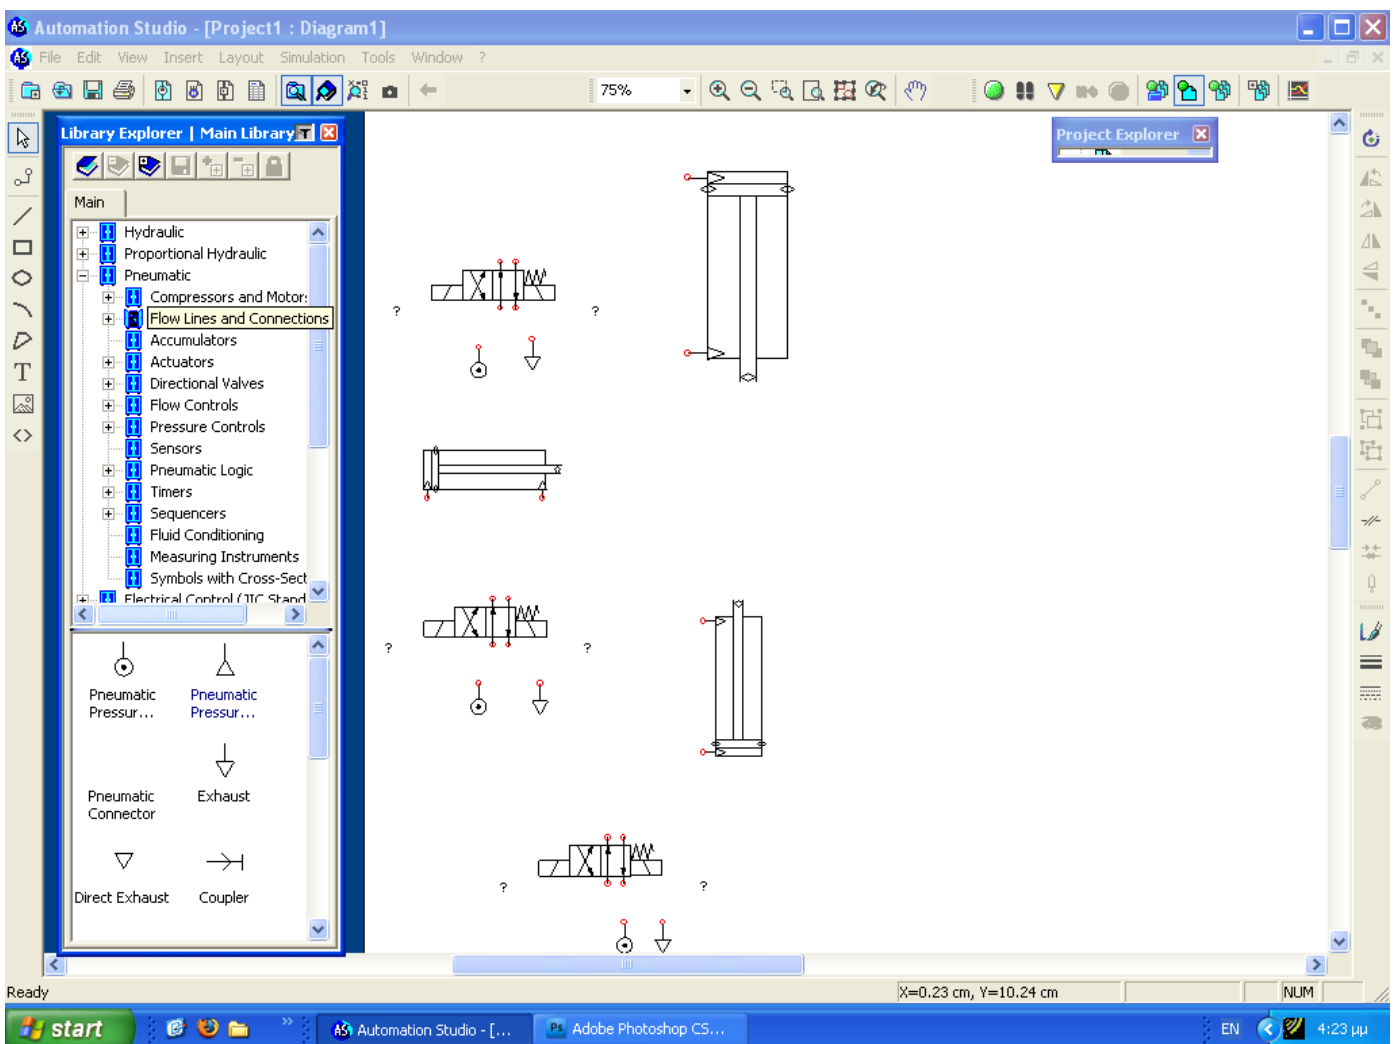 Automation Studio - [Project1 : Diagram1]
File Edit View Insert Layout Simulation Tools Window ?
75%
Library Explorer | Main Library
Project Explorer
Main
Hydraulic
Proportional Hydraulic
Pneumatic
Compressors and Motors
Flow Lines and Connections
Accumulators
Actuators
Directional Valves
Flow Controls
Pressure Controls
Sensors
Pneumatic Logic
Timers
Sequencers
Fluid Conditioning
Measuring Instruments
Symbols with Cross-Sect
Electrical Control (JIC Stand
Pneumatic Pressur...
Pneumatic Pressur...
Pneumatic Connector
Exhaust
Direct Exhaust
Coupler
? ?
? ?
? ?
Ready
X=0.23 cm, Y=10.24 cm
NUM
start
Automation Studio - [...
Adobe Photoshop CS...
EN
4:23 μμ